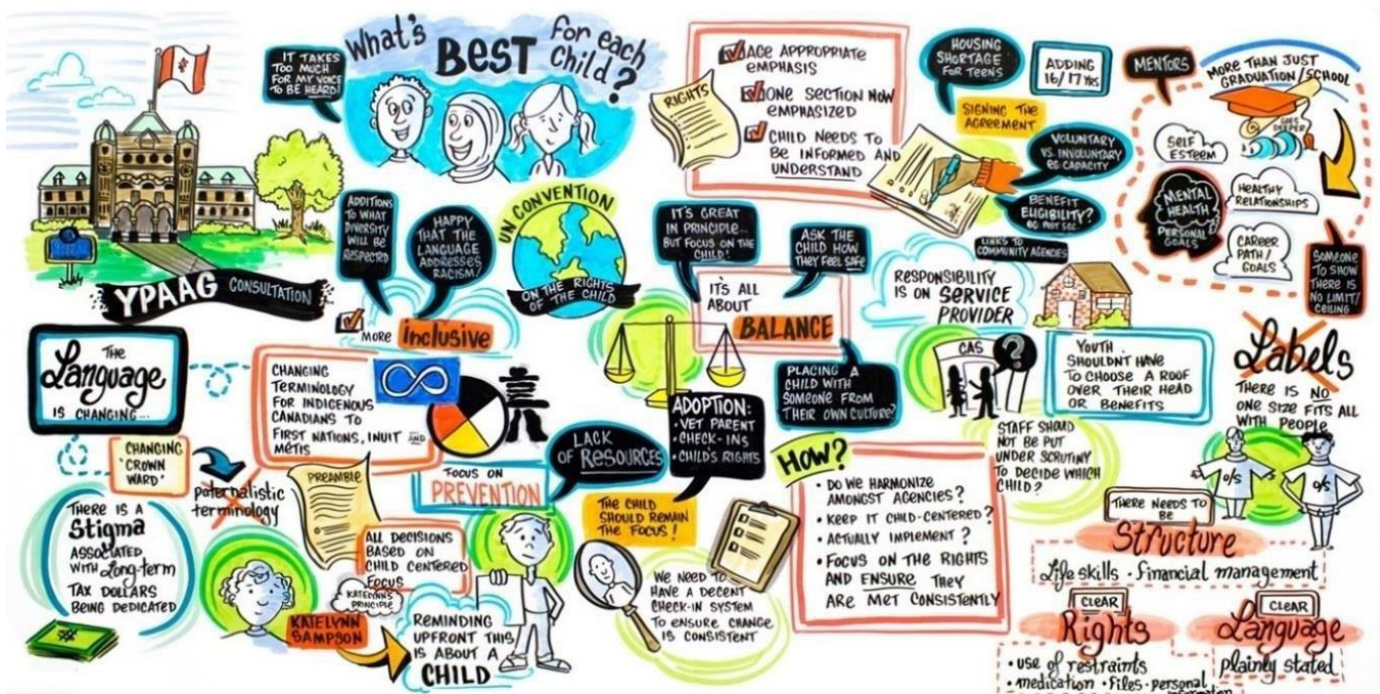 IT TAKES
TOO MUCH
FOR MY VOICE
TO BE HEARD!
What's
BEST
for each
Child?
YPAAG CONSULTATION
ADDITIONS
TO WHAT
DIVERSITY
WILL BE
RESPECTED
HAPPY
THAT THE
LANGUAGE
ADDRESSES
RACISM!
MORE inclusive
UN CONVENTION
ON THE RIGHTS
OF THE CHILD
RIGHTS
AGE APPROPRIATE
EMPHASIS
ONE SECTION NOW
EMPHASIZED
CHILD NEEDS TO
BE INFORMED AND
UNDERSTAND
HOUSING
SHORTAGE
FOR TEENS
ADDING
16/17 YRS
SIGNING THE
AGREEMENT
VOLUNTARY
VS. INVOLUNTARY
EG. CAPACITY
BENEFIT
ELIGIBILITY?
EG. POST SEC.
LINKS TO
COMMUNITY AGENCIES
MENTORS
MORE THAN JUST
GRADUATION/SCHOOL
GOES
DEEPER
SELF
ESTEEM
MENTAL
HEALTH
PERSONAL
GOALS
HEALTHY
RELATIONSHIPS
CAREER
PATH/
GOALS
SOMEONE
TO SHOW
THERE IS
NO LIMIT/
CEILING
IT'S GREAT
IN PRINCIPLE...
BUT FOCUS ON THE
CHILD!
ASK THE
CHILD HOW
THEY FEEL SAFE
IT'S ALL
ABOUT
BALANCE
PLACING A
CHILD WITH
SOMEONE FROM
THEIR OWN CULTURE?
RESPONSIBILITY
IS ON SERVICE
PROVIDER
CAS
?
YOUTH
SHOULDN'T HAVE
TO CHOOSE A ROOF
OVER THEIR HEAD
OR BENEFITS
STAFF SHOULD
NOT BE PUT
UNDER SCRUTINY
TO DECIDE WHICH
CHILD?
Labels
THERE IS NO
ONE SIZE FITS ALL
WITH PEOPLE
O/S
O/S
THE
Language
IS CHANGING...
CHANGING
'CROWN
WARD'
paternalistic
terminology
THERE IS A
Stigma
ASSOCIATED
WITH Long-term
TAX DOLLARS
BEING DEDICATED
CHANGING
TERMINOLOGY
FOR INDIGENOUS
CANADIANS TO
FIRST NATIONS, INUIT AND
MÉTIS
PREAMBLE
FOCUS ON
PREVENTION
LACK
OF RESOURCES
ADOPTION:
• VET PARENT
• CHECK-INS
• CHILD'S RIGHTS
ALL DECISIONS
BASED ON
CHILD CENTERED
FOCUS
KATELYNN'S
PRINCIPLE
KATELYNN
SAMPSON
REMINDING
UPFRONT THIS
IS ABOUT A
CHILD
THE CHILD
SHOULD REMAIN
THE FOCUS!
WE NEED TO
HAVE A DECENT
CHECK-IN SYSTEM
TO ENSURE CHANGE
IS CONSISTENT
HOW?
• DO WE HARMONIZE
AMONGST AGENCIES?
• KEEP IT CHILD-CENTERED?
• ACTUALLY IMPLEMENT?
• FOCUS ON THE RIGHTS
AND ENSURE THEY
ARE MET CONSISTENTLY
THERE NEEDS TO
BE
Structure
Life skills • financial management
CLEAR
Rights
• use of restraints
• medication • files • personal
information
CLEAR
Language
plainly stated